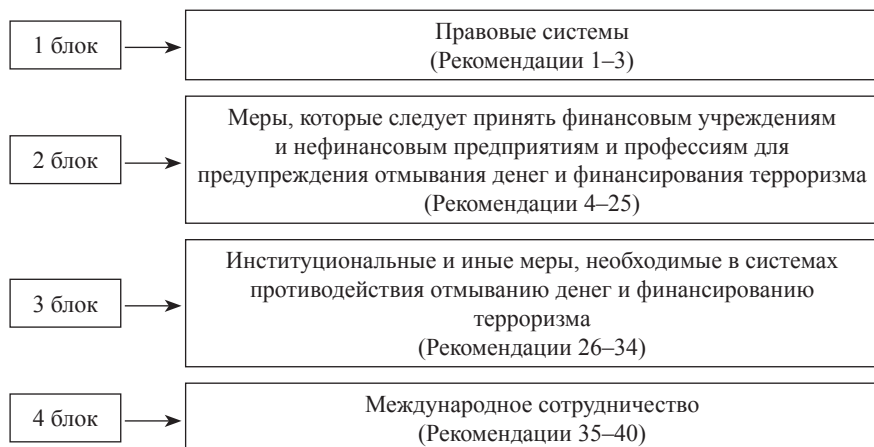 1 блок
Правовые системы
(Рекомендации 1–3)
2 блок
Меры, которые следует принять финансовым учреждениям
и нефинансовым предприятиям и профессиям для
предупреждения отмывания денег и финансирования терроризма
(Рекомендации 4–25)
3 блок
Институциональные и иные меры, необходимые в системах
противодействия отмыванию денег и финансированию
терроризма
(Рекомендации 26–34)
4 блок
Международное сотрудничество
(Рекомендации 35–40)